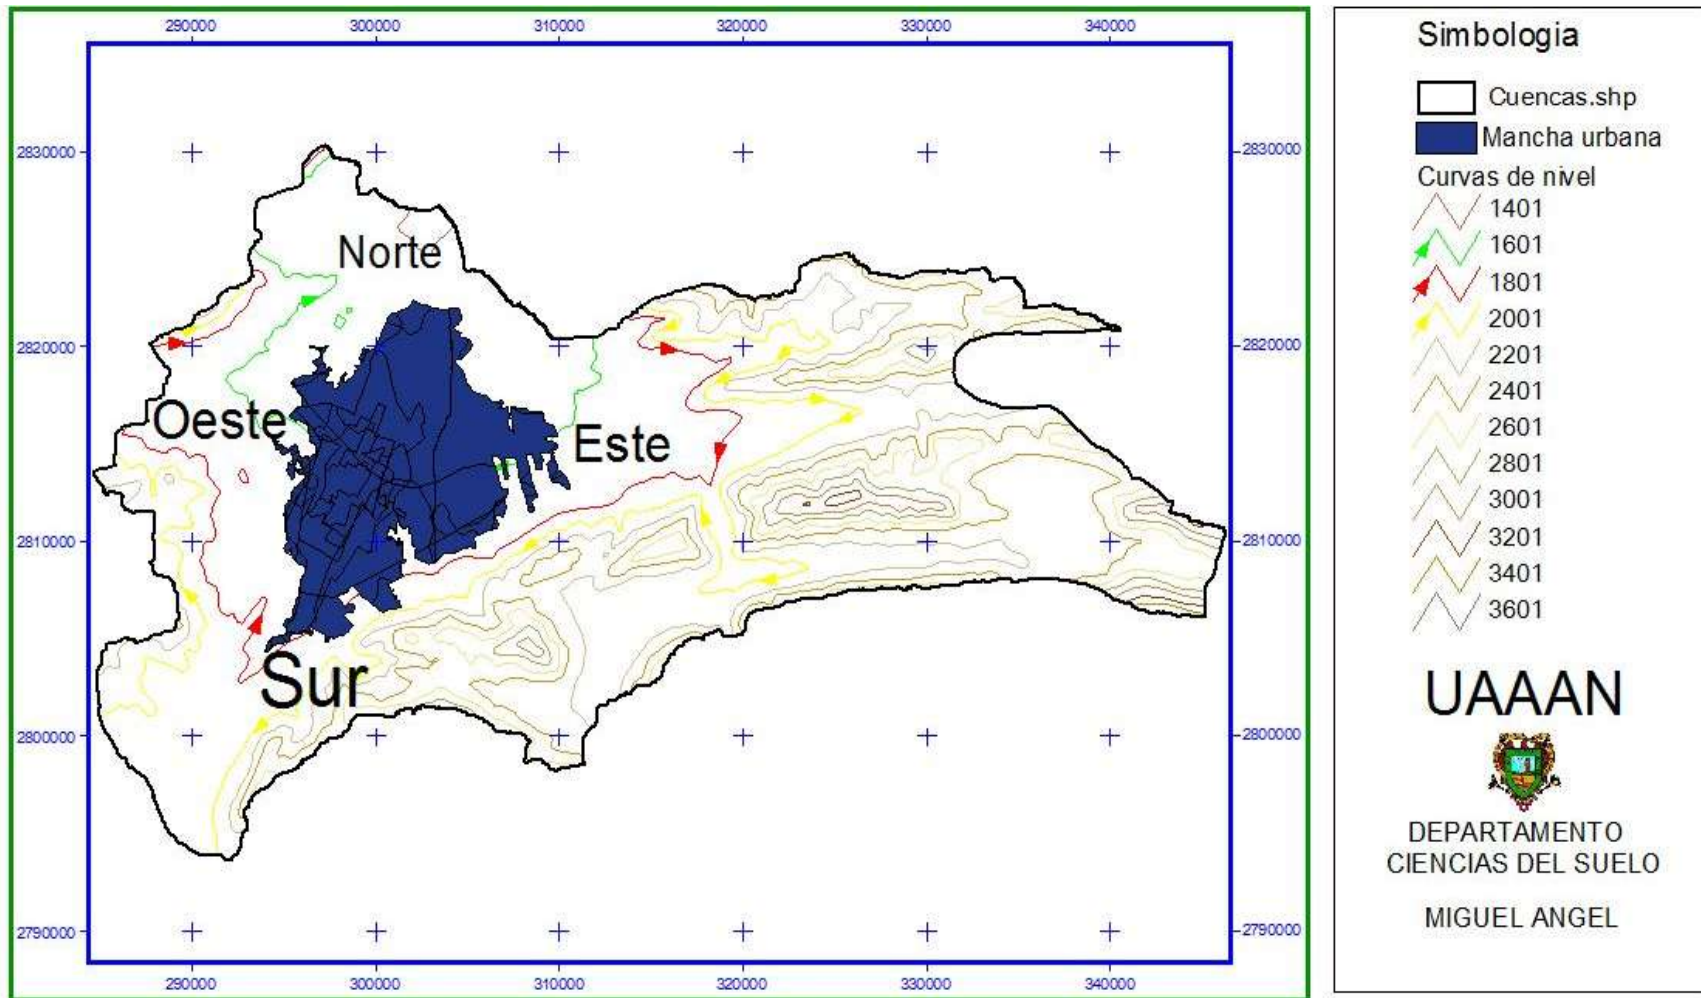 290000 300000 310000 320000 330000 340000
2830000 2830000
2820000 2820000
2810000 2810000
2800000 2800000
2790000 2790000
290000 300000 310000 320000 330000 340000
Norte
Oeste
Este
Sur
Simbologia
Cuencas.shp
Mancha urbana
Curvas de nivel
1401
1601
1801
2001
2201
2401
2601
2801
3001
3201
3401
3601
UAAAN
DEPARTAMENTO
CIENCIAS DEL SUELO
MIGUEL ANGEL